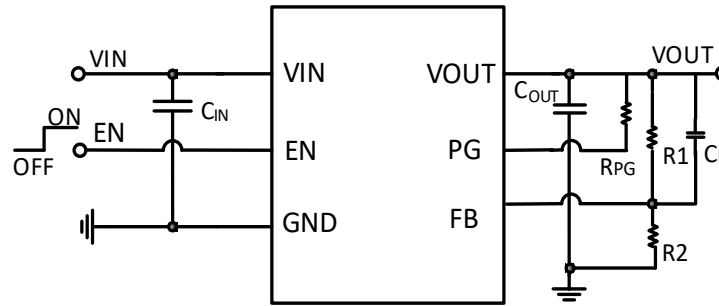 VIN
VIN
C_IN
ON
OFF
EN
EN
GND
VOUT
PG
FB
C_OUT
R_PG
VOUT
R1
R2